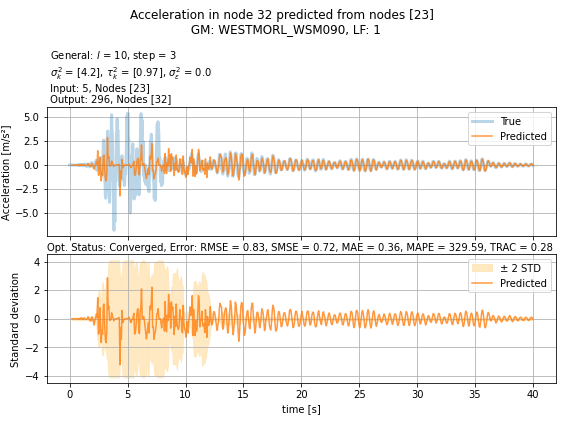 Acceleration in node 32 predicted from nodes [23]
GM: WESTMORL_WSM090, LF: 1
General: l = 10, step = 3
σ²ₖ = [4.2], τ²ₖ = [0.97], σ²ε = 0.0
Input: 5, Nodes [23]
Output: 296, Nodes [32]
Acceleration [m/s²]
5.0
2.5
0.0
−2.5
−5.0
True
Predicted
Opt. Status: Converged, Error: RMSE = 0.83, SMSE = 0.72, MAE = 0.36, MAPE = 329.59, TRAC = 0.28
Standard deviation
4
2
0
−2
−4
± 2 STD
Predicted
0 5 10 15 20 25 30 35 40
time [s]